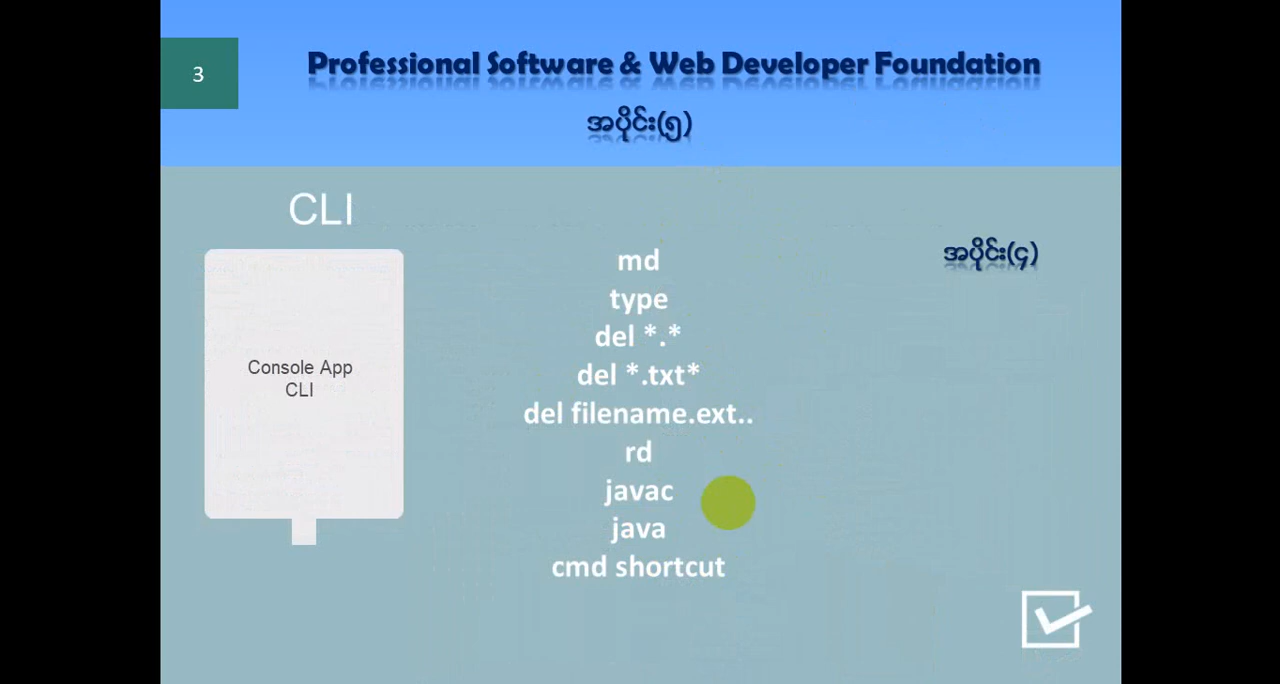 3
Professional Software & Web Developer Foundation
အပိုင်း(၅)
CLI
Console App
CLI
md
type
del *.*
del *.txt*
del filename.ext..
rd
javac
java
cmd shortcut
အပိုင်း(၄)